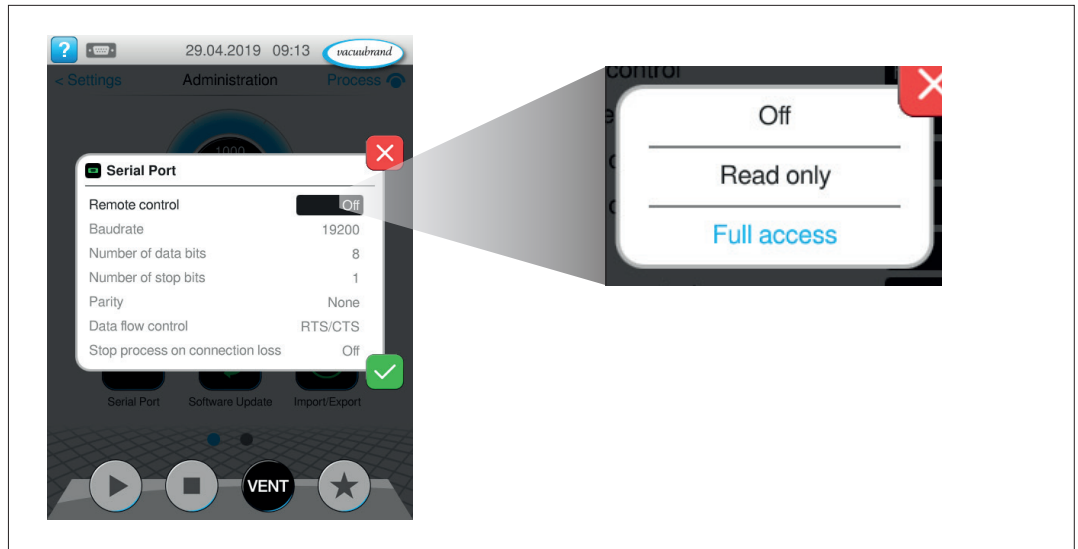 ?
29.04.2019 09:13
vacuubrand
< Settings
Administration
Process
1000
Serial Port
Remote control Off
Baudrate 19200
Number of data bits 8
Number of stop bits 1
Parity None
Data flow control RTS/CTS
Stop process on connection loss Off
Serial Port
Software Update
Import/Export
VENT
control
Off
Read only
Full access